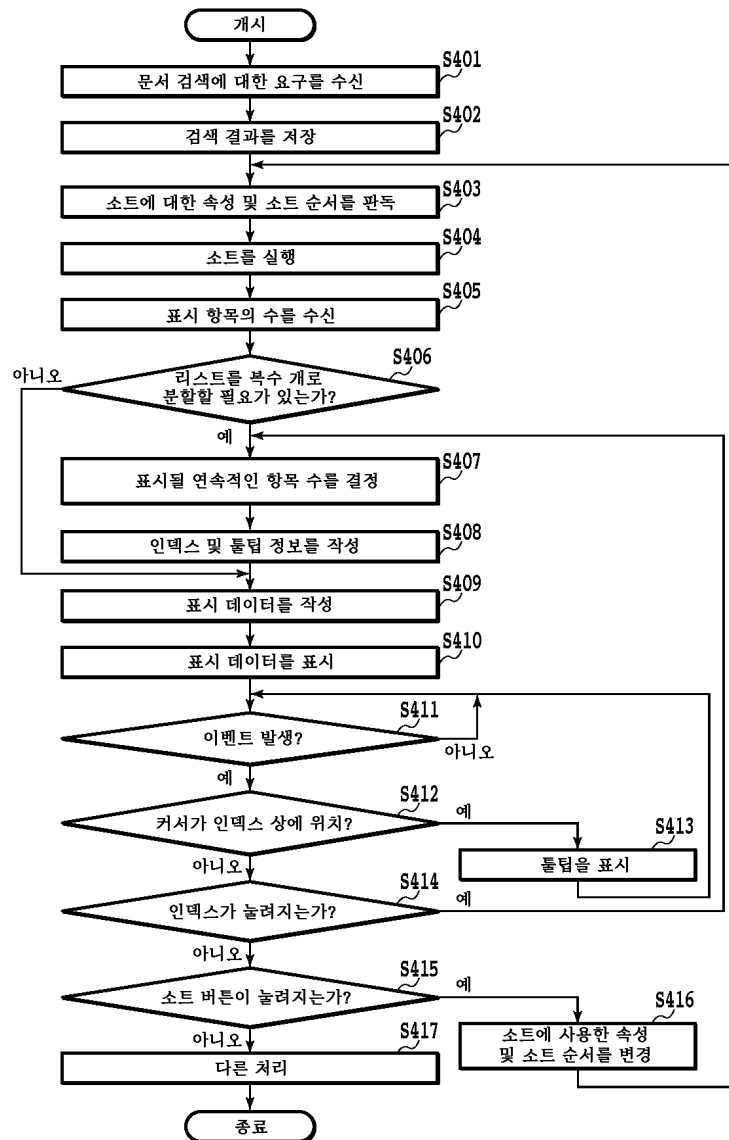 개시
S401
문서 검색에 대한 요구를 수신
S402
검색 결과를 저장
S403
소트에 대한 속성 및 소트 순서를 판독
S404
소트를 실행
S405
표시 항목의 수를 수신
S406
아니오
리스트를 복수 개로
분할할 필요가 있는가?
예
S407
표시될 연속적인 항목 수를 결정
S408
인덱스 및 툴팁 정보를 작성
S409
표시 데이터를 작성
S410
표시 데이터를 표시
S411
이벤트 발생?
아니오
예
S412
커서가 인덱스 상에 위치?
예
S413
툴팁을 표시
아니오
S414
인덱스가 눌려지는가?
예
아니오
S415
소트 버튼이 눌려지는가?
예
S416
소트에 사용한 속성
및 소트 순서를 변경
아니오
S417
다른 처리
종료